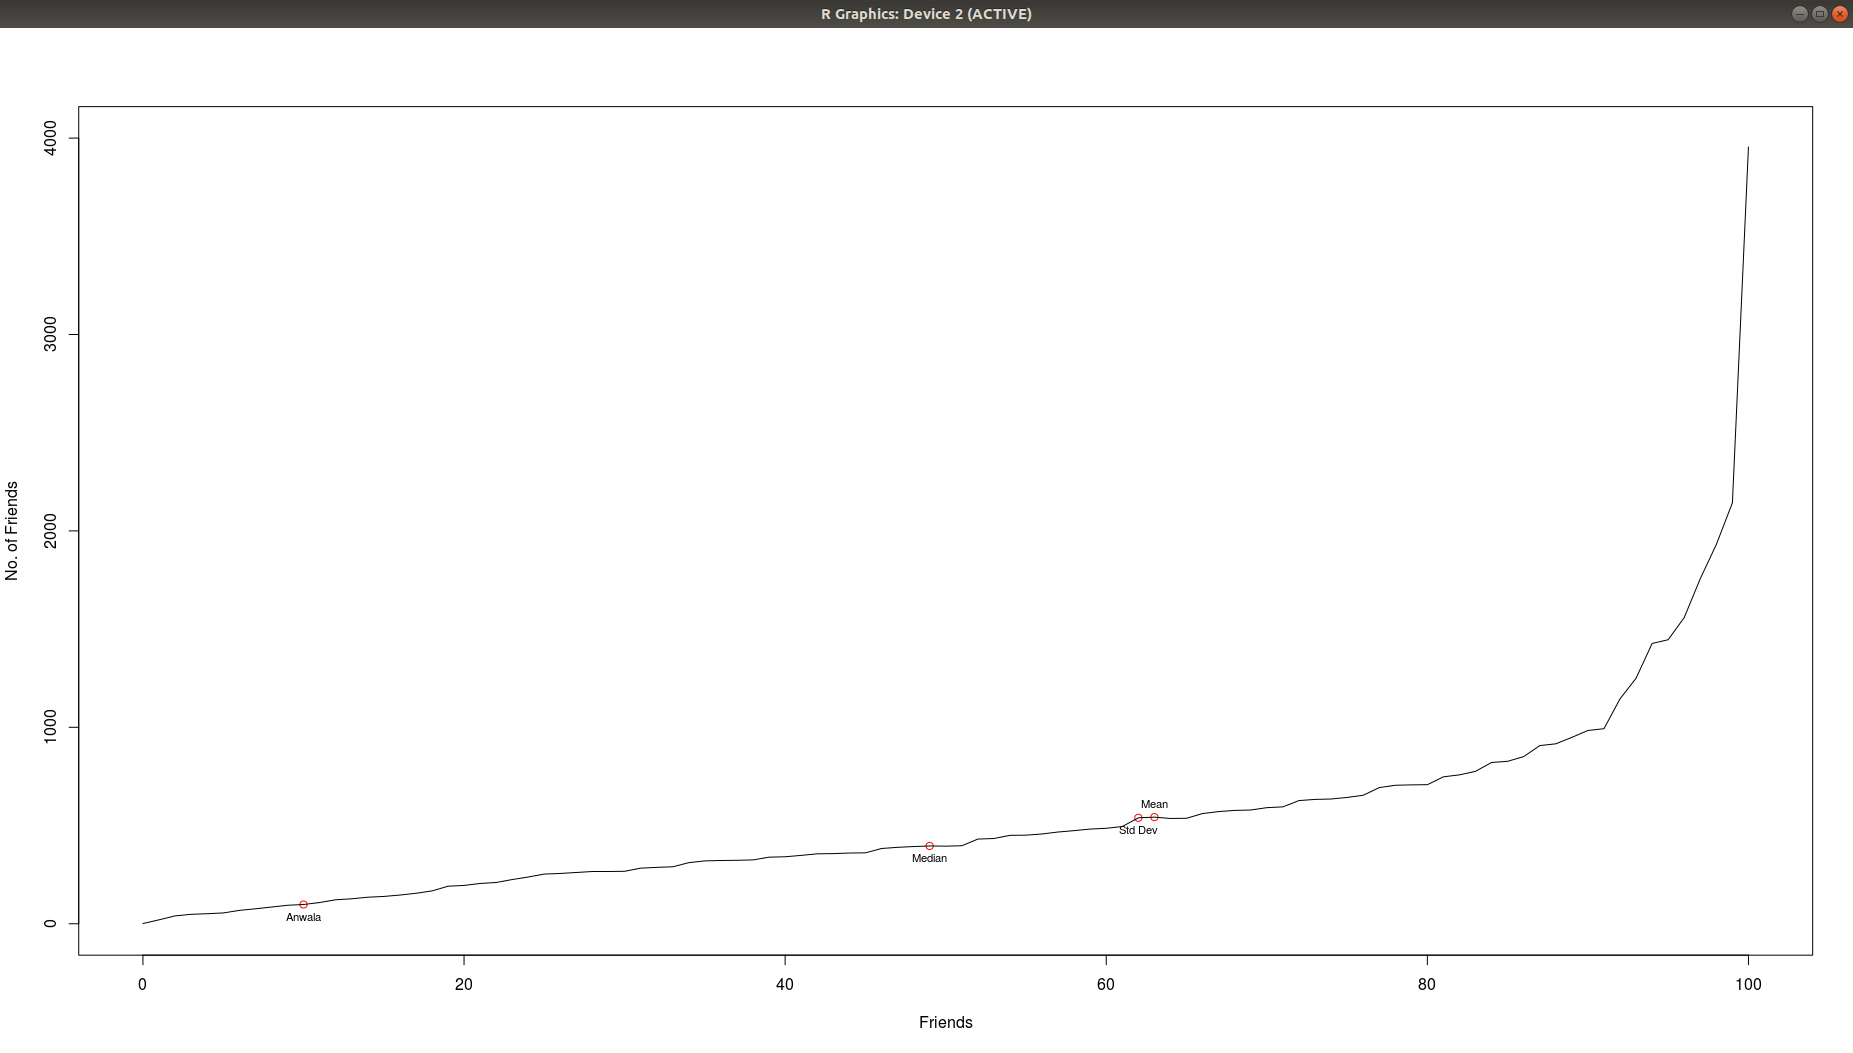 R Graphics: Device 2 (ACTIVE)
4000
3000
2000
1000
0
No. of Friends
Mean
Std Dev
Median
Anwala
0 20 40 60 80 100
Friends